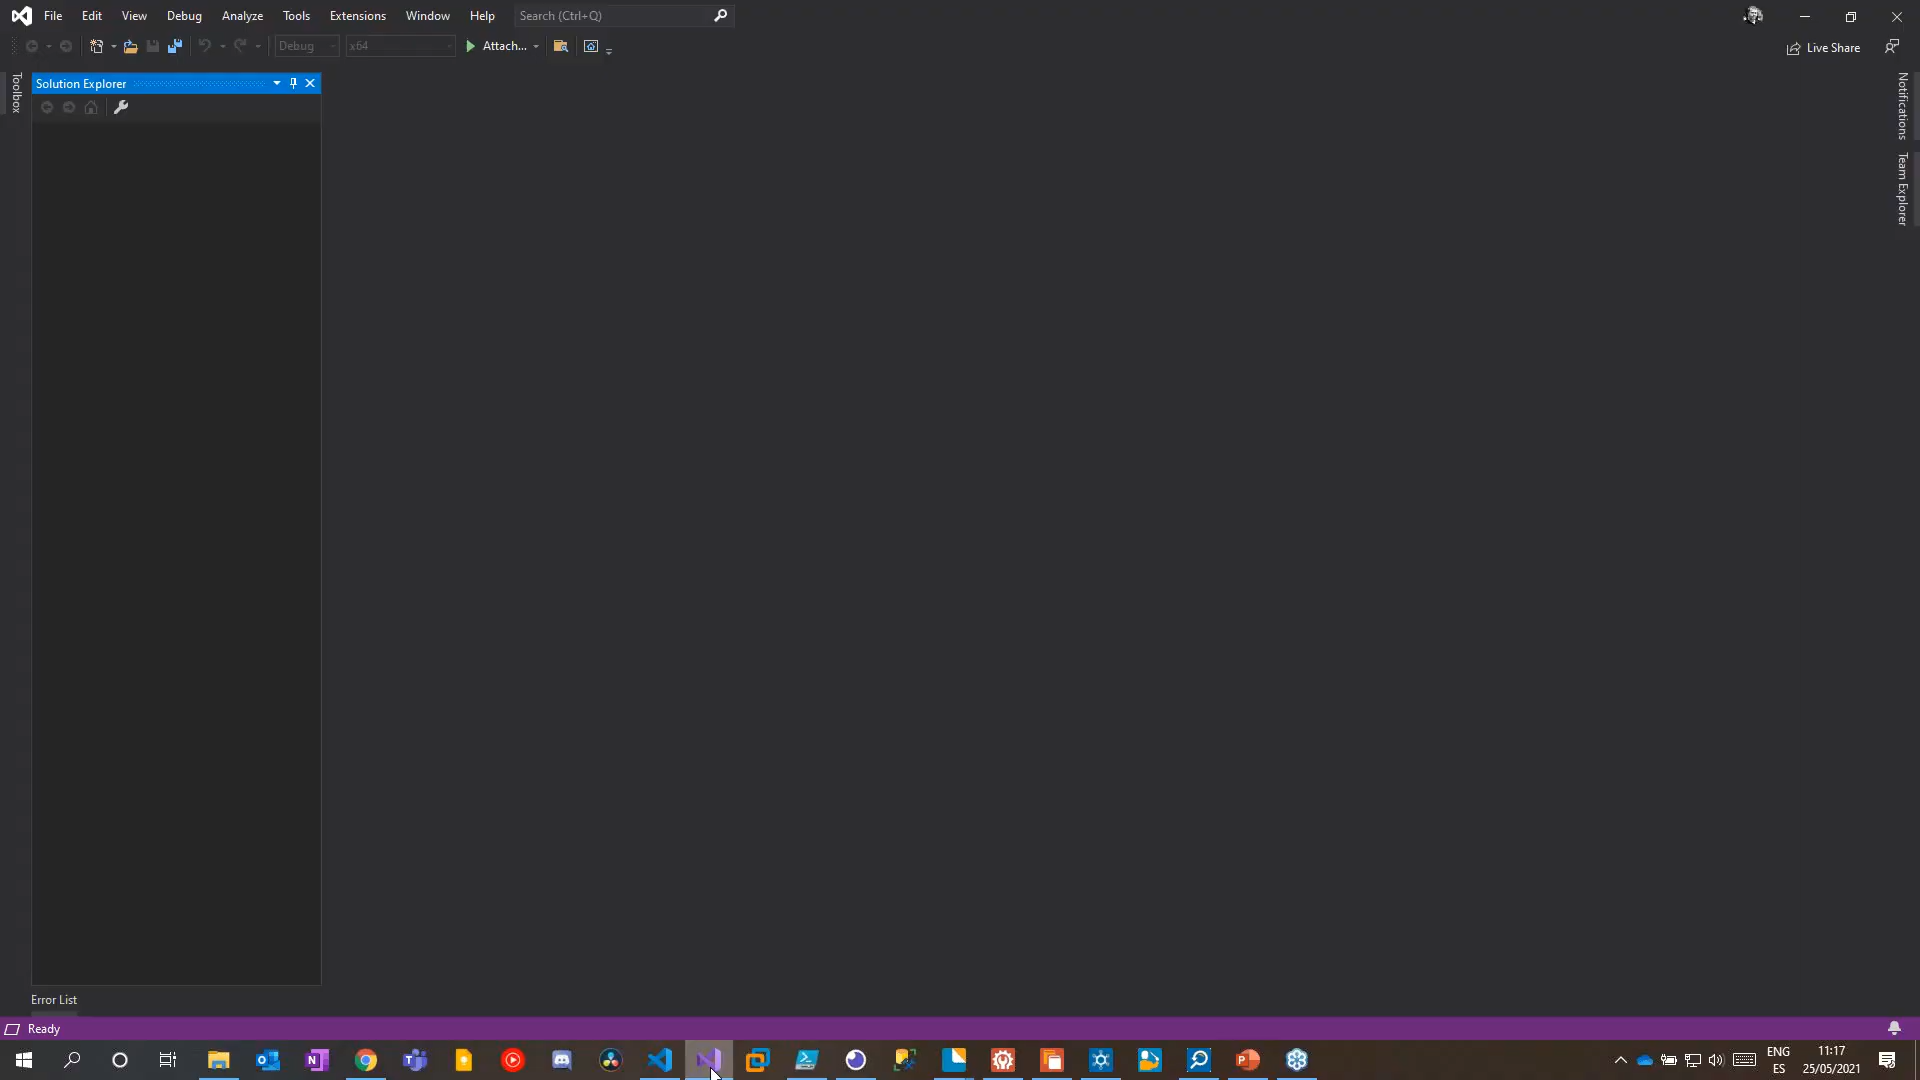 File Edit View Debug Analyze Tools Extensions Window Help Search (Ctrl+Q)
Debug x64 Attach... Live Share
Toolbox
Solution Explorer
Notifications
Team Explorer
Error List
Ready
ENG
ES
11:17
25/05/2021